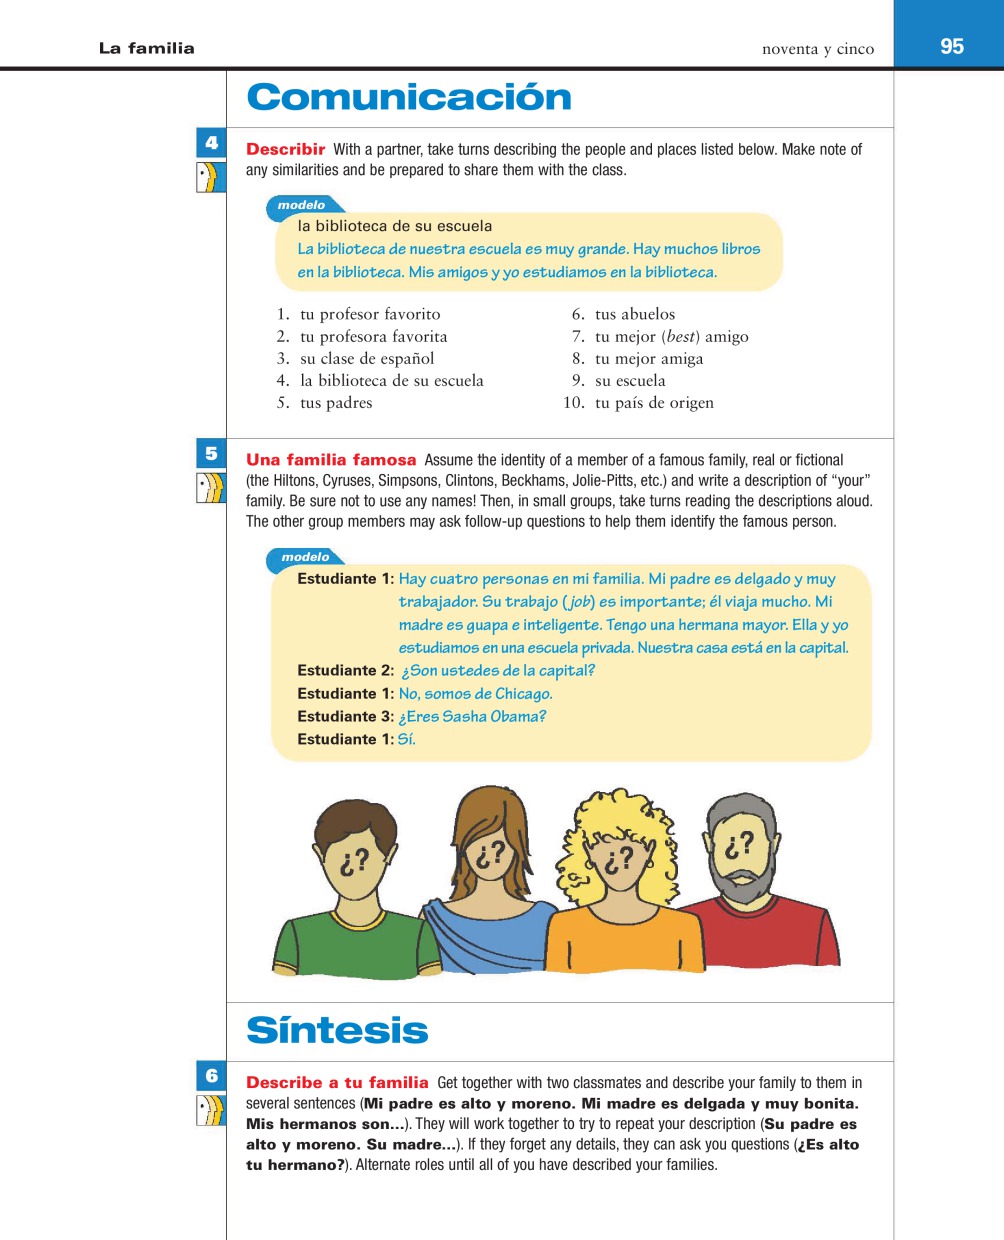 La familia
noventa y cinco
95
Comunicación
4
Describir With a partner, take turns describing the people and places listed below. Make note of
any similarities and be prepared to share them with the class.
modelo
la biblioteca de su escuela
La biblioteca de nuestra escuela es muy grande. Hay muchos libros
en la biblioteca. Mis amigos y yo estudiamos en la biblioteca.
1. tu profesor favorito
2. tu profesora favorita
3. su clase de español
4. la biblioteca de su escuela
5. tus padres
6. tus abuelos
7. tu mejor (best) amigo
8. tu mejor amiga
9. su escuela
10. tu país de origen
5
Una familia famosa Assume the identity of a member of a famous family, real or fictional
(the Hiltons, Cyruses, Simpsons, Clintons, Beckhams, Jolie-Pitts, etc.) and write a description of “your”
family. Be sure not to use any names! Then, in small groups, take turns reading the descriptions aloud.
The other group members may ask follow-up questions to help them identify the famous person.
modelo
Estudiante 1: Hay cuatro personas en mi familia. Mi padre es delgado y muy
trabajador. Su trabajo (job) es importante; él viaja mucho. Mi
madre es guapa e inteligente. Tengo una hermana mayor. Ella y yo
estudiamos en una escuela privada. Nuestra casa está en la capital.
Estudiante 2: ¿Son ustedes de la capital?
Estudiante 1: No, somos de Chicago.
Estudiante 3: ¿Eres Sasha Obama?
Estudiante 1: Sí.
¿? ¿? ¿? ¿?
Síntesis
6
Describe a tu familia Get together with two classmates and describe your family to them in
several sentences (Mi padre es alto y moreno. Mi madre es delgada y muy bonita.
Mis hermanos son...). They will work together to try to repeat your description (Su padre es
alto y moreno. Su madre...). If they forget any details, they can ask you questions (¿Es alto
tu hermano?). Alternate roles until all of you have described your families.